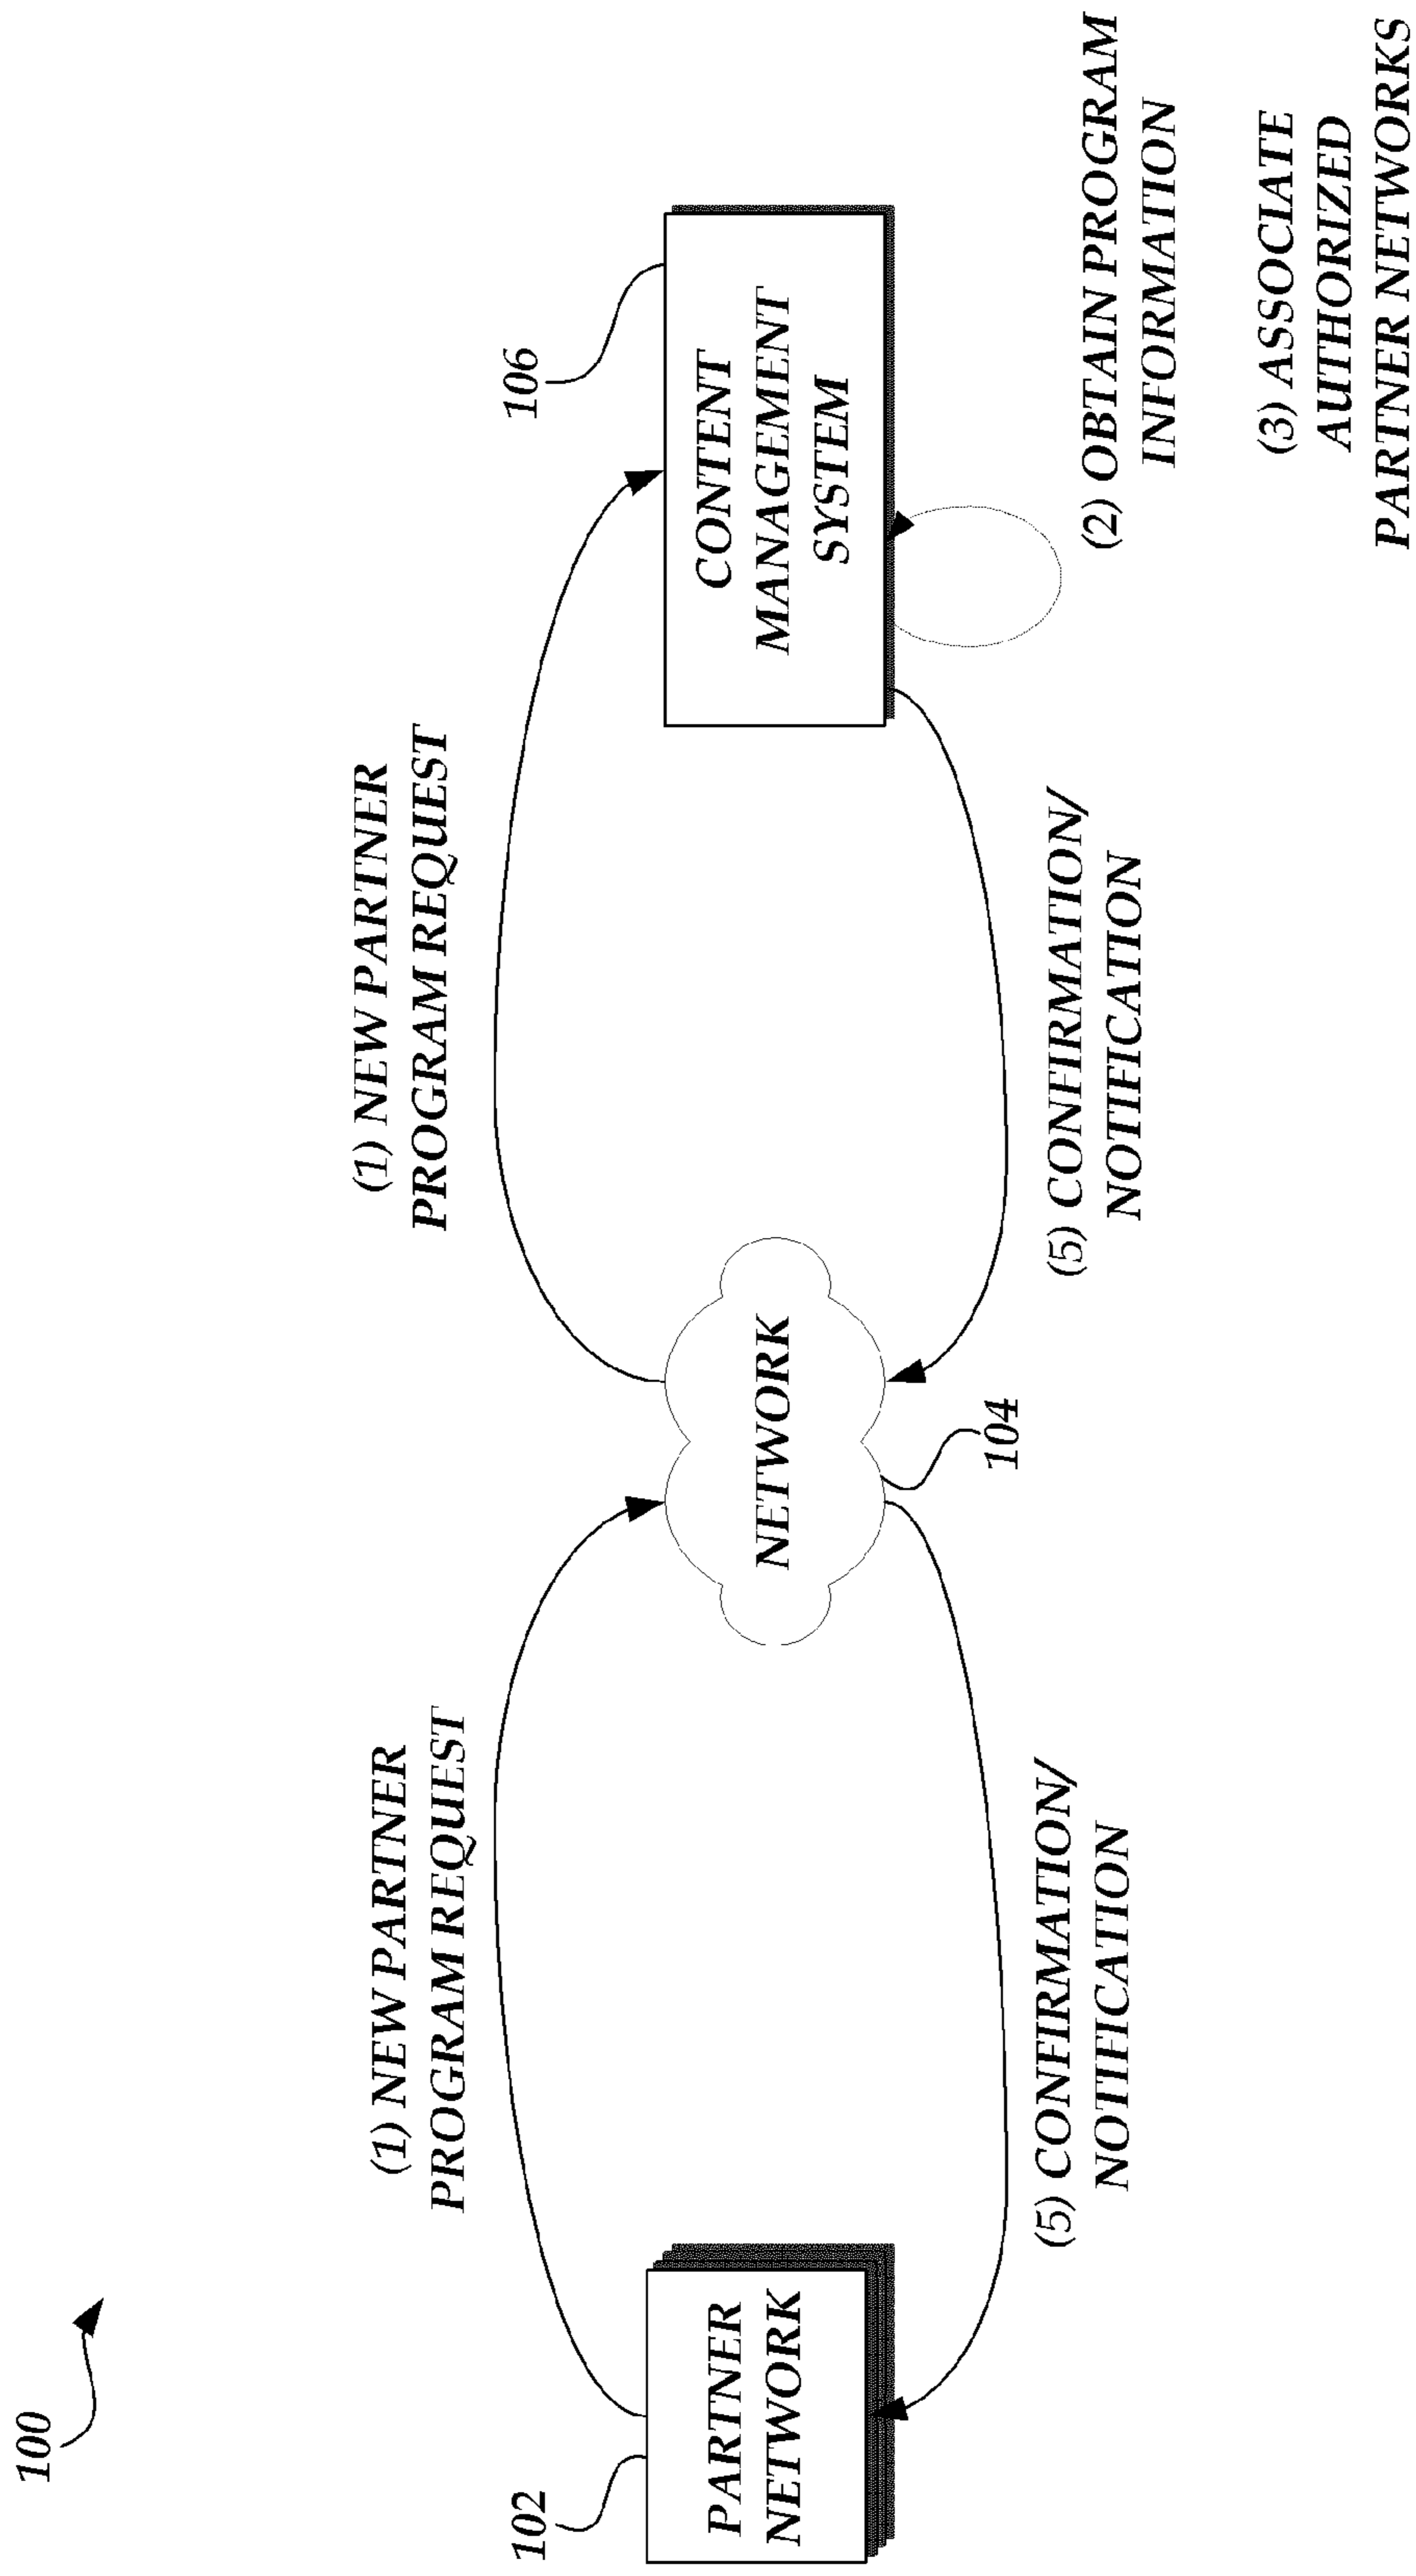 100
(1) NEW PARTNER
PROGRAM REQUEST
(1) NEW PARTNER
PROGRAM REQUEST
102
106
PARTNER
NETWORK
NETWORK
CONTENT
MANAGEMENT
SYSTEM
104
(5) CONFIRMATION/
NOTIFICATION
(5) CONFIRMATION/
NOTIFICATION
(2) OBTAIN PROGRAM
INFORMATION
(3) ASSOCIATE
AUTHORIZED
PARTNER NETWORKS